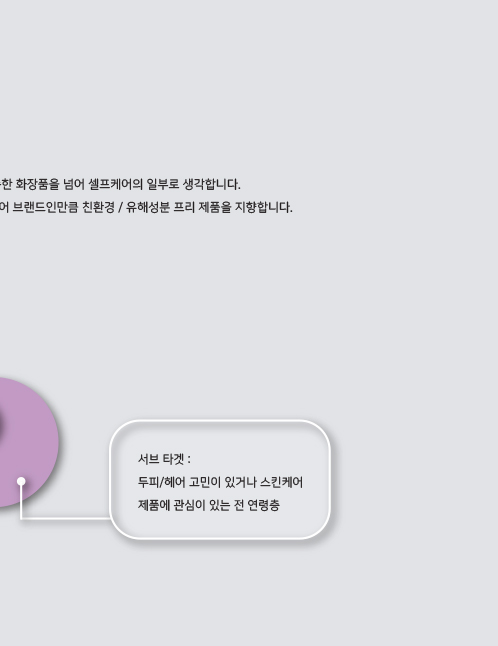 한 화장품을 넘어 셀프케어의 일부로 생각합니다.
어 브랜드인만큼 친환경 / 유해성분 프리 제품을 지향합니다.
서브 타겟 :
두피/헤어 고민이 있거나 스킨케어
제품에 관심이 있는 전 연령층